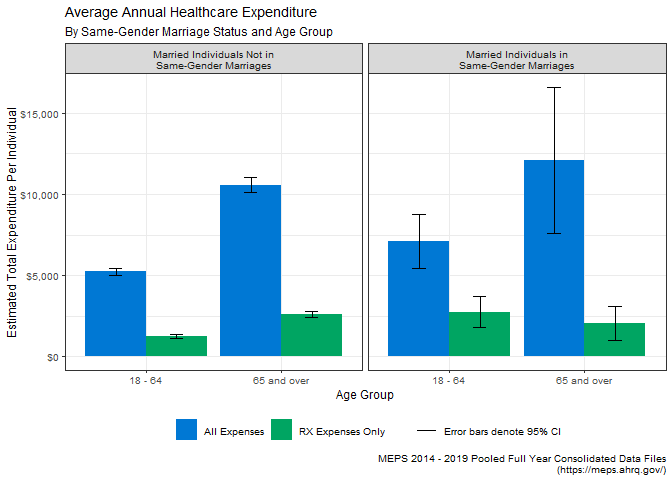 Average Annual Healthcare Expenditure
By Same-Gender Marriage Status and Age Group
Married Individuals Not in
Same-Gender Marriages
Married Individuals in
Same-Gender Marriages
Estimated Total Expenditure Per Individual
$15,000
$10,000
$5,000
$0
18 - 64
65 and over
18 - 64
65 and over
Age Group
All Expenses
RX Expenses Only
Error bars denote 95% CI
MEPS 2014 - 2019 Pooled Full Year Consolidated Data Files
(https://meps.ahrq.gov/)